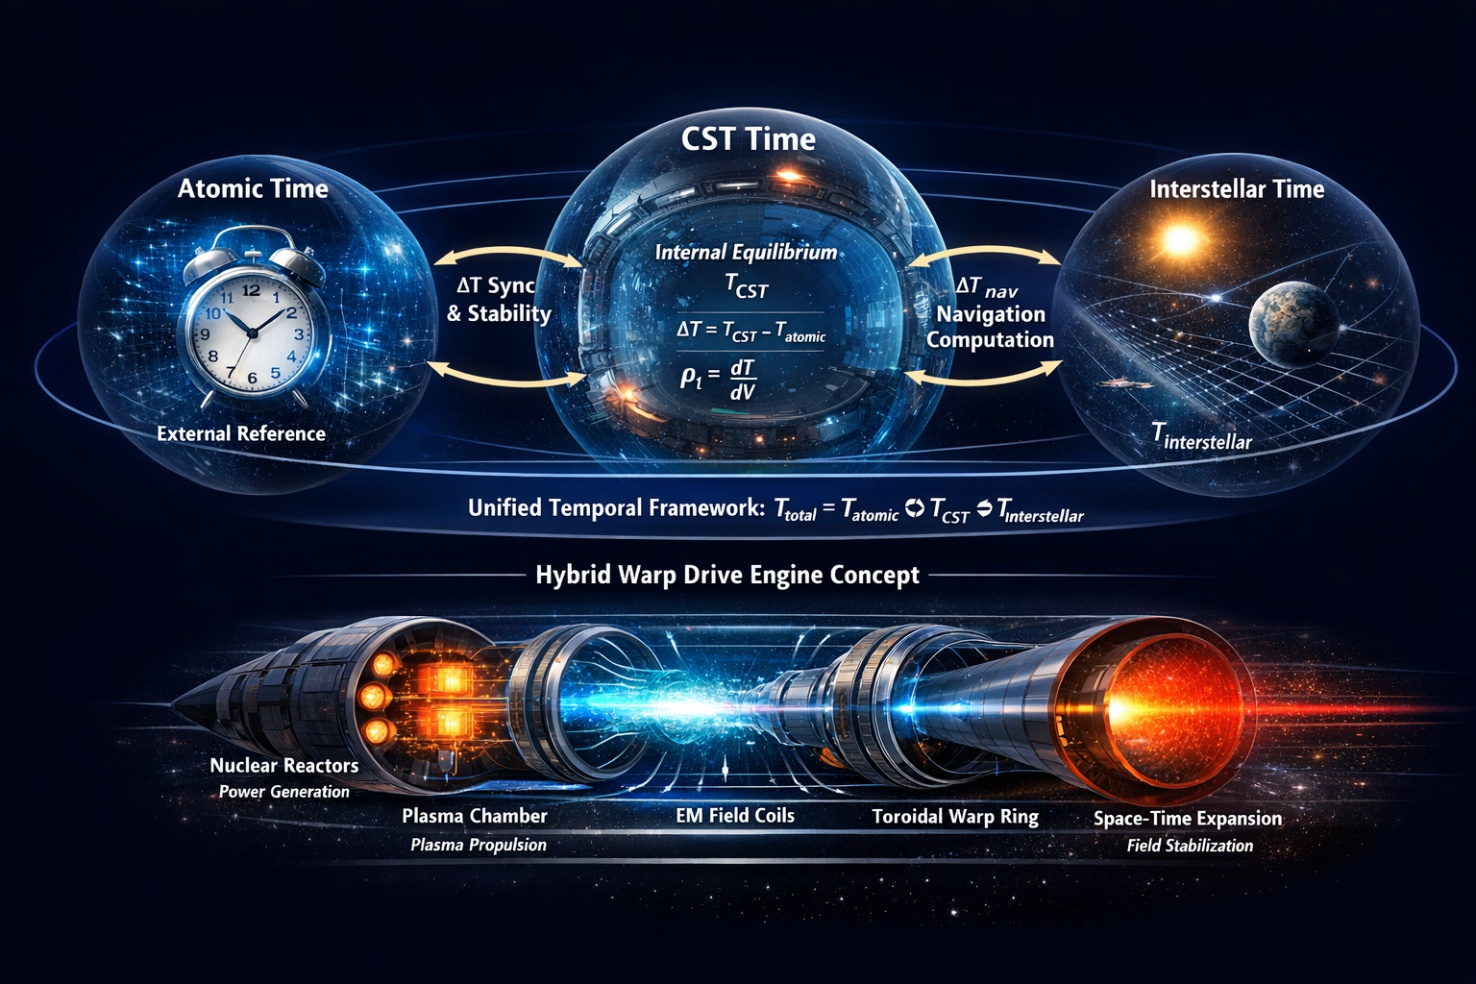 CST Time
Atomic Time
Interstellar Time
12
1
2
3
4
5
6
7
8
9
10
11
External Reference
ΔT Sync
& Stability
Internal Equilibrium
T_CST
ΔT = T_CST − T_atomic
ρ_t = dT/dV
ΔT_nav
Navigation
Computation
T_interstellar
Unified Temporal Framework: T_total = T_atomic ⟳ T_CST ⟳ T_Interstellar
Hybrid Warp Drive Engine Concept
Nuclear Reactors
Power Generation
Plasma Chamber
Plasma Propulsion
EM Field Coils
Toroidal Warp Ring
Space-Time Expansion
Field Stabilization